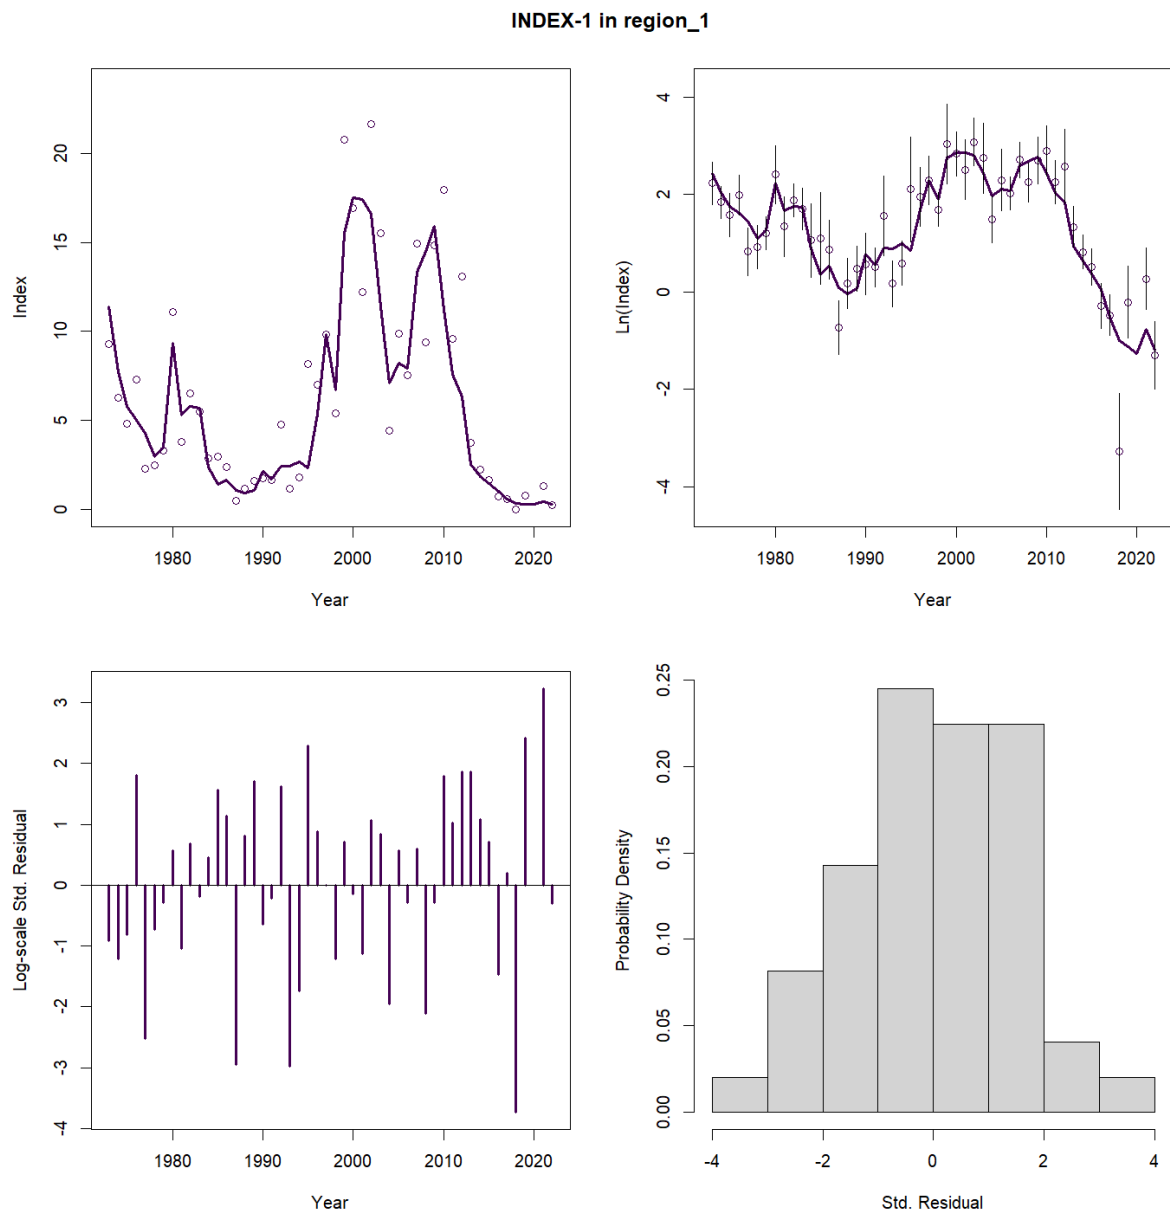 INDEX-1 in region_1
Index
0 5 10 15 20
1980 1990 2000 2010 2020
Year
Ln(Index)
-4 -2 0 2 4
1980 1990 2000 2010 2020
Year
Log-scale Std. Residual
-4 -3 -2 -1 0 1 2 3
1980 1990 2000 2010 2020
Year
Probability Density
0.00 0.05 0.10 0.15 0.20 0.25
-4 -2 0 2 4
Std. Residual